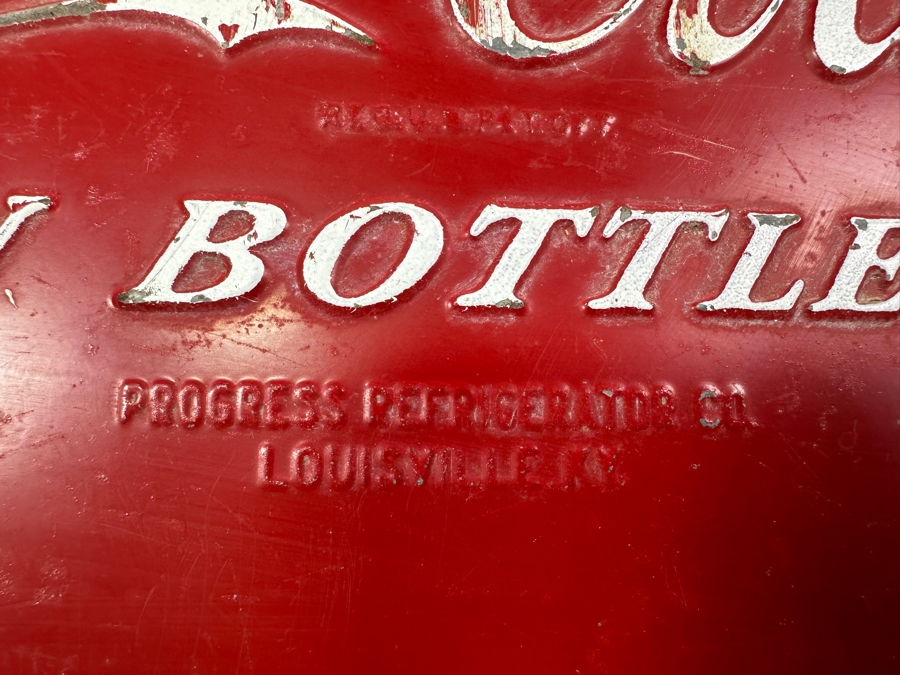 BOTTLE
PROGRESS REFRIGERATOR CO.
LOUISVILLE, KY.